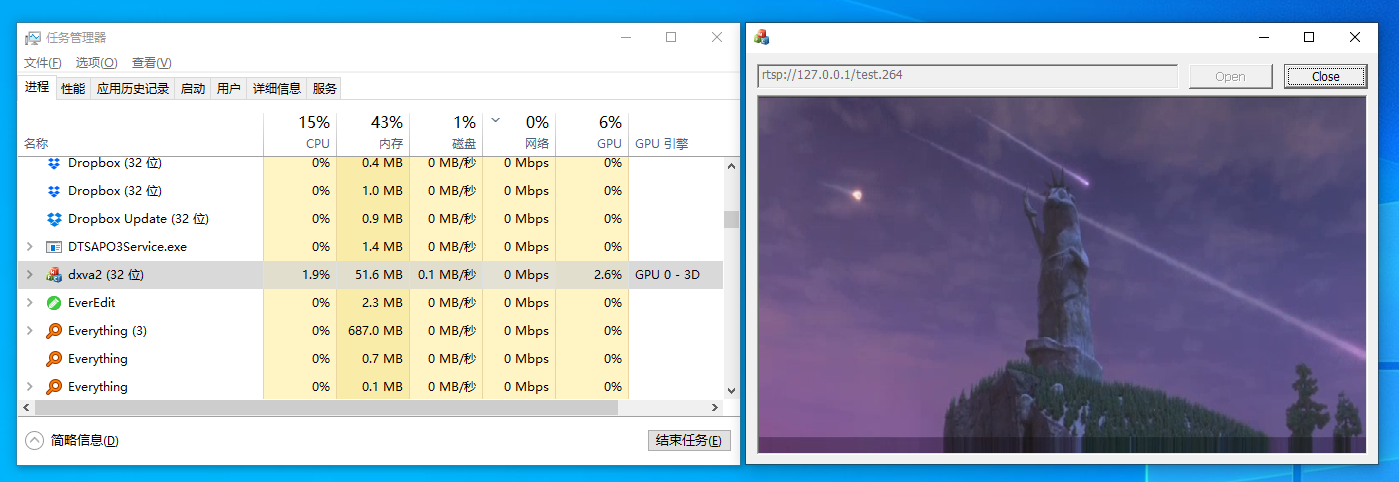 任务管理器
文件(F) 选项(O) 查看(V)
进程 性能 应用历史记录 启动 用户 详细信息 服务
15% 43% 1% 0% 6%
名称 CPU 内存 磁盘 网络 GPU GPU 引擎
Dropbox (32 位) 0% 0.4 MB 0 MB/秒 0 Mbps 0%
Dropbox (32 位) 0% 1.0 MB 0 MB/秒 0 Mbps 0%
Dropbox Update (32 位) 0% 0.9 MB 0 MB/秒 0 Mbps 0%
DTSAPO3Service.exe 0% 1.4 MB 0 MB/秒 0 Mbps 0%
dxva2 (32 位) 1.9% 51.6 MB 0.1 MB/秒 0 Mbps 2.6% GPU 0 - 3D
EverEdit 0% 2.3 MB 0 MB/秒 0 Mbps 0%
Everything (3) 0% 687.0 MB 0 MB/秒 0 Mbps 0%
Everything 0% 0.7 MB 0 MB/秒 0 Mbps 0%
Everything 0% 0.1 MB 0 MB/秒 0 Mbps 0%
简略信息(D) 结束任务(E)
rtsp://127.0.0.1/test.264 Open Close